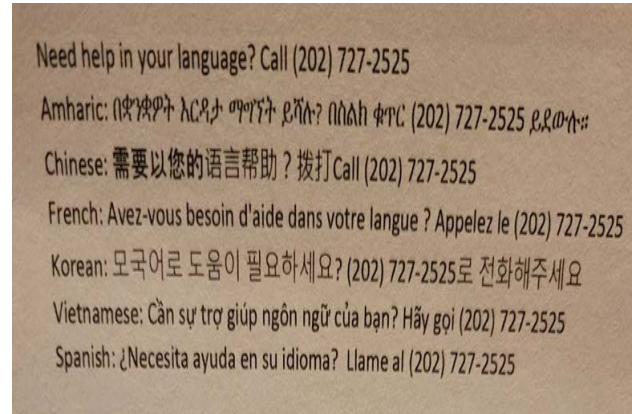 Need help in your language? Call (202) 727-2525
Amharic: በቋንቋዎት እርዳታ ማግኘት ይሻሉ? በስልክ ቁጥር (202) 727-2525 ይደውሉ።
Chinese: 需要以您的语言帮助 ? 拨打Call (202) 727-2525
French: Avez-vous besoin d'aide dans votre langue ? Appelez le (202) 727-2525
Korean: 모국어로 도움이 필요하세요? (202) 727-2525로 전화해주세요
Vietnamese: Cần sự trợ giúp ngôn ngữ của bạn? Hãy gọi (202) 727-2525
Spanish: ¿Necesita ayuda en su idioma? Llame al (202) 727-2525